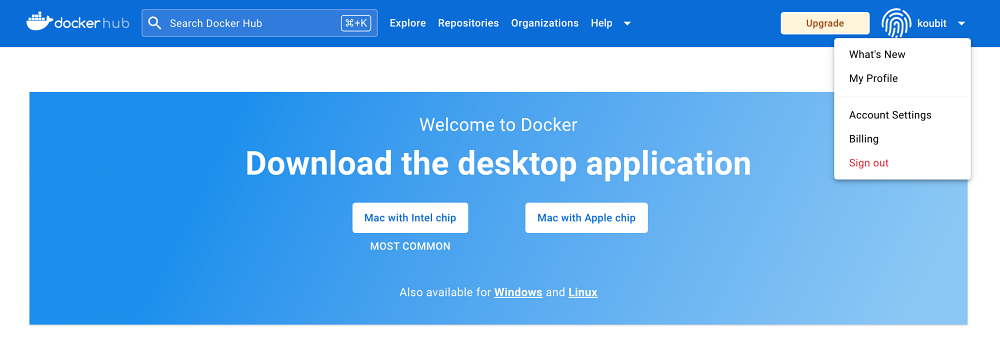 dockerhub Search Docker Hub ⌘+K Explore Repositories Organizations Help Upgrade koubit
What's New
My Profile
Account Settings
Billing
Sign out
Welcome to Docker
Download the desktop application
Mac with Intel chip Mac with Apple chip
MOST COMMON
Also available for Windows and Linux